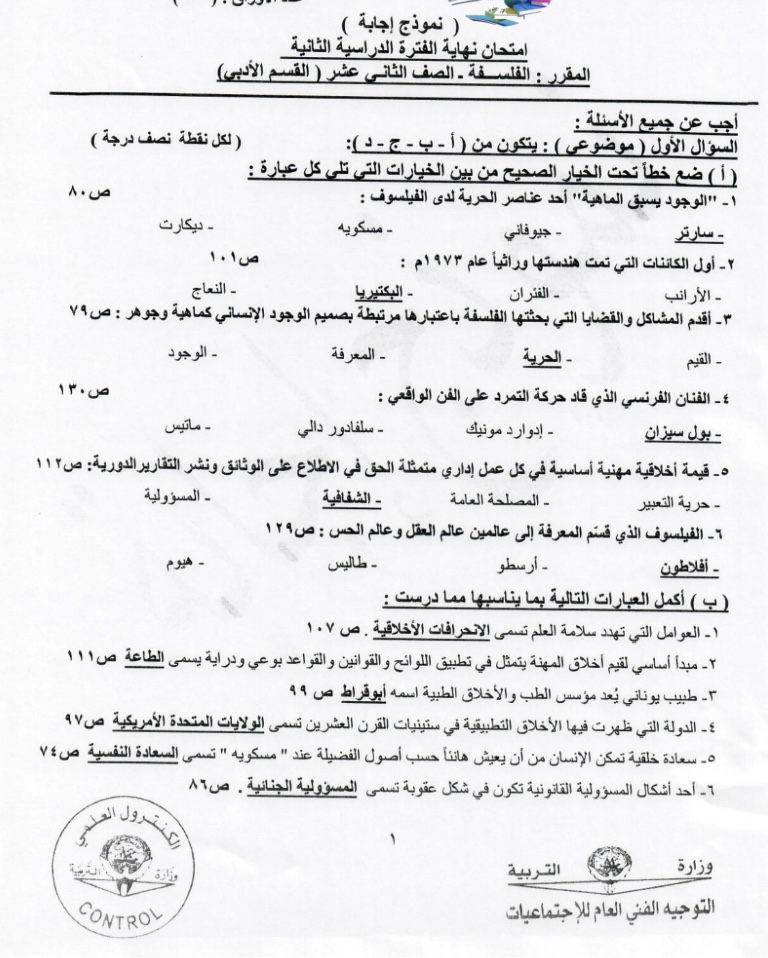 ( نموذج إجابة )
امتحان نهاية الفترة الدراسية الثانية
المقرر : الفلسفة - الصف الثاني عشر ( القسم الأدبي )
أجب عن جميع الأسئلة :
السؤال الأول ( موضوعي ) : يتكون من ( أ - ب - ج - د ): ( لكل نقطة نصف درجة )
( أ ) ضع خطاً تحت الخيار الصحيح من بين الخيارات التي تلي كل عبارة :
١- "الوجود يسبق الماهية" أحد عناصر الحرية لدى الفيلسوف : ص٨٠
- سارتر - جيوفاني - مسكويه - ديكارت
٢- أول الكائنات التي تمت هندستها وراثياً عام ١٩٧٣م : ص١٠١
- الأرانب - الفئران - البكتيريا - النعاج
٣- أقدم المشاكل والقضايا التي بحثتها الفلسفة باعتبارها مرتبطة بصميم الوجود الإنساني كماهية وجوهر : ص٧٩
- القيم - الحرية - المعرفة - الوجود
٤- الفنان الفرنسي الذي قاد حركة التمرد على الفن الواقعي : ص١٣٠
- بول سيزان - إدوارد مونيك - سلفادور دالي - ماتيس
٥- قيمة أخلاقية مهنية أساسية في كل عمل إداري متمثلة الحق في الاطلاع على الوثائق ونشر التقارير الدورية: ص١١٢
- حرية التعبير - المصلحة العامة - الشفافية - المسؤولية
٦- الفيلسوف الذي قسّم المعرفة إلى عالمين عالم العقل وعالم الحس : ص١٢٩
- أفلاطون - أرسطو - طاليس - هيوم
( ب ) أكمل العبارات التالية بما يناسبها مما درست :
١- العوامل التي تهدد سلامة العلم تسمى الانحرافات الأخلاقية . ص ١٠٧
٢- مبدأ أساسي لقيم أخلاق المهنة يتمثل في تطبيق اللوائح والقوانين والقواعد بوعي ودراية يسمى الطاعة ص١١١
٣- طبيب يوناني يُعد مؤسس الطب والأخلاق الطبية اسمه أبوقراط ص ٩٩
٤- الدولة التي ظهرت فيها الأخلاق التطبيقية في ستينيات القرن العشرين تسمى الولايات المتحدة الأمريكية ص٩٧
٥- سعادة خلقية تمكن الإنسان من أن يعيش هانئاً حسب أصول الفضيلة عند " مسكويه " تسمى السعادة النفسية ص٧٤
٦- أحد أشكال المسؤولية القانونية تكون في شكل عقوبة تسمى المسؤولية الجنائية . ص٨٦
١
وزارة التربية
التوجيه الفني العام للاجتماعيات
الكنترول العلمي
وزارة التربية
CONTROL